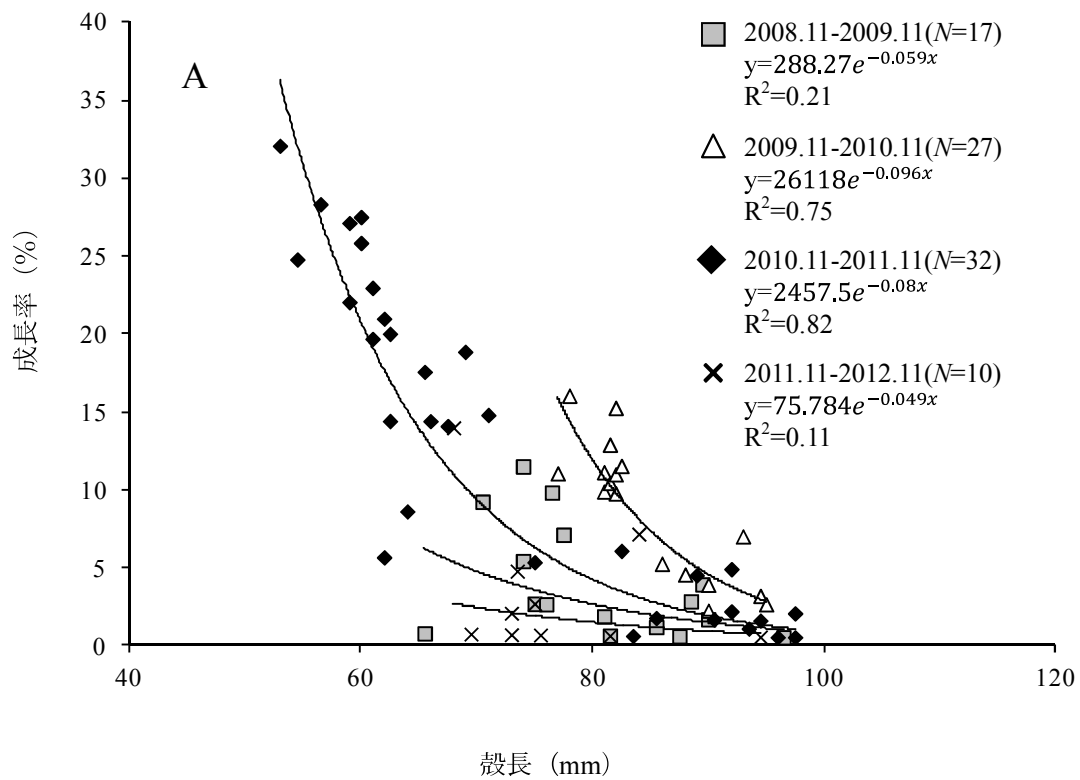 A
2008.11-2009.11(N=17)
y=288.27e^{-0.059x}
R²=0.21
2009.11-2010.11(N=27)
y=26118e^{-0.096x}
R²=0.75
2010.11-2011.11(N=32)
y=2457.5e^{-0.08x}
R²=0.82
2011.11-2012.11(N=10)
y=75.784e^{-0.049x}
R²=0.11
成長率 (%)
40
35
30
25
20
15
10
5
0
40
60
80
100
120
殻長 (mm)